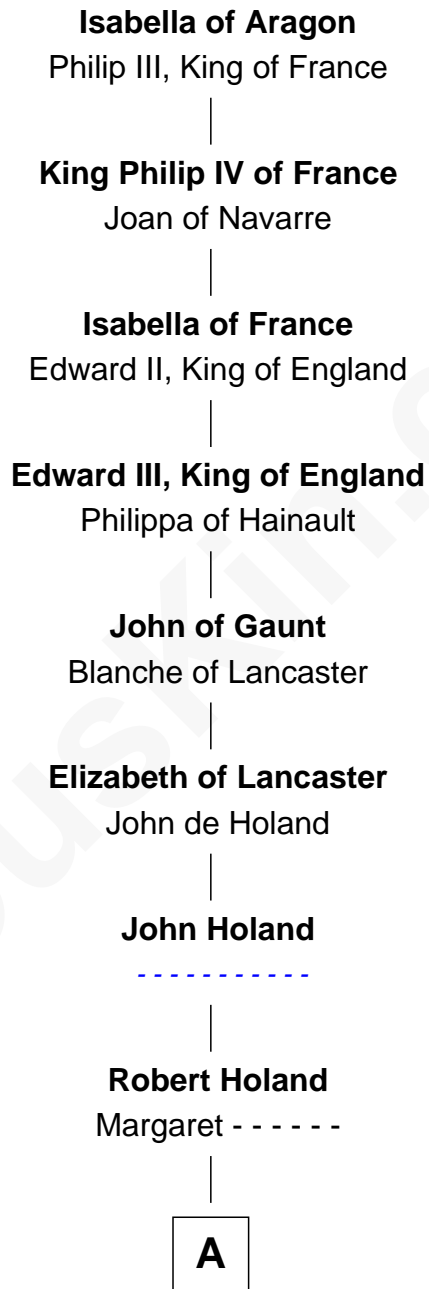 Isabella of Aragon
Philip III, King of France
King Philip IV of France
Joan of Navarre
Isabella of France
Edward II, King of England
Edward III, King of England
Philippa of Hainault
John of Gaunt
Blanche of Lancaster
Elizabeth of Lancaster
John de Holand
John Holand
- - - - - - - - - - -
Robert Holand
Margaret - - - - - -
A